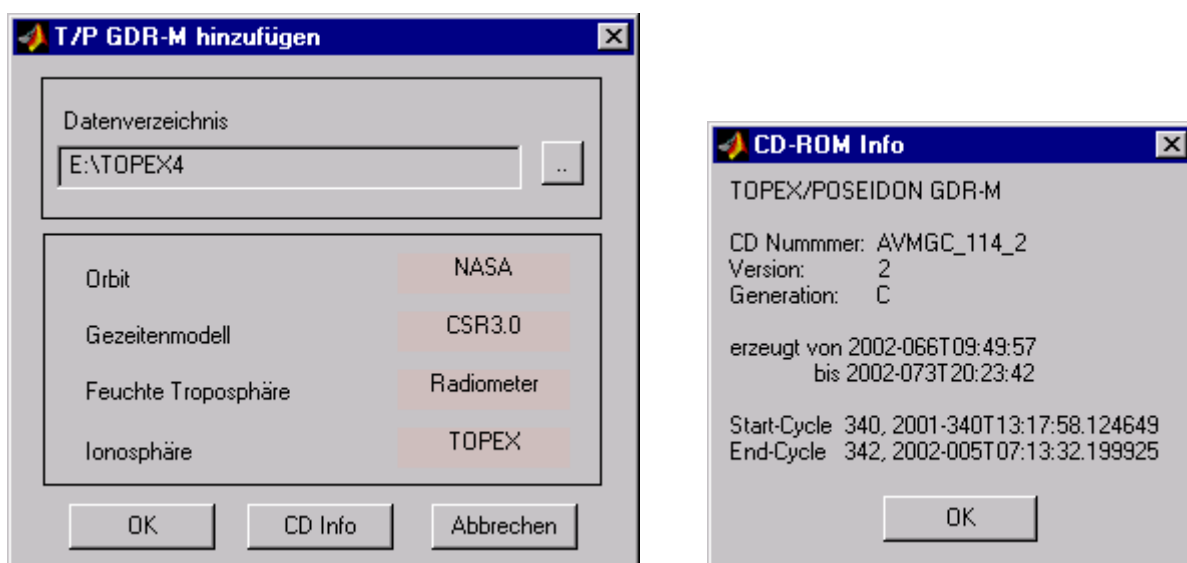 T/P GDR-M hinzufügen
Datenverzeichnis
E:\TOPEX4
..
Orbit NASA
Gezeitenmodell CSR3.0
Feuchte Troposphäre Radiometer
Ionosphäre TOPEX
OK CD Info Abbrechen
CD-ROM Info
TOPEX/POSEIDON GDR-M
CD Nummmer: AVMGC_114_2
Version: 2
Generation: C
erzeugt von 2002-066T09:49:57
bis 2002-073T20:23:42
Start-Cycle 340, 2001-340T13:17:58.124649
End-Cycle 342, 2002-005T07:13:32.199925
OK